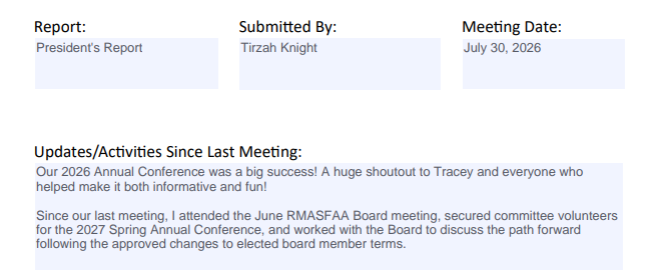 Report:
Submitted By:
Meeting Date:
President's Report
Tirzah Knight
July 30, 2026
Updates/Activities Since Last Meeting:
Our 2026 Annual Conference was a big success! A huge shoutout to Tracey and everyone who
helped make it both informative and fun!
Since our last meeting, I attended the June RMASFAA Board meeting, secured committee volunteers
for the 2027 Spring Annual Conference, and worked with the Board to discuss the path forward
following the approved changes to elected board member terms.